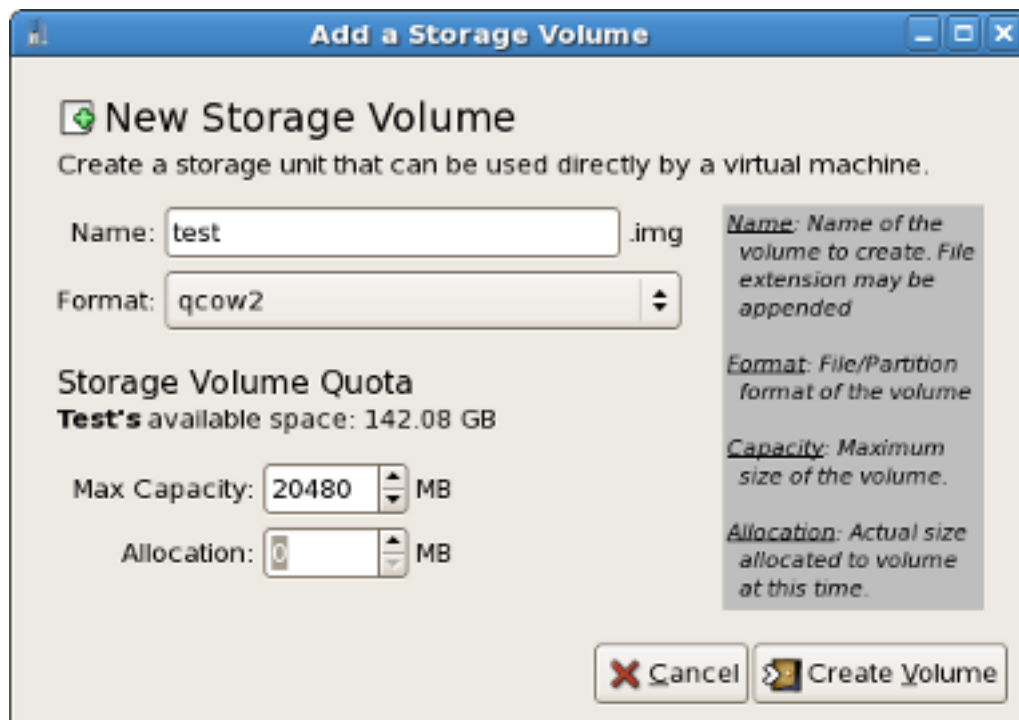 Add a Storage Volume
New Storage Volume
Create a storage unit that can be used directly by a virtual machine.
Name: test .img
Format: qcow2
Storage Volume Quota
Test's available space: 142.08 GB
Max Capacity: 20480 MB
Allocation: 0 MB
Name: Name of the
volume to create. File
extension may be
appended
Format: File/Partition
format of the volume
Capacity: Maximum
size of the volume.
Allocation: Actual size
allocated to volume
at this time.
Cancel
Create Volume